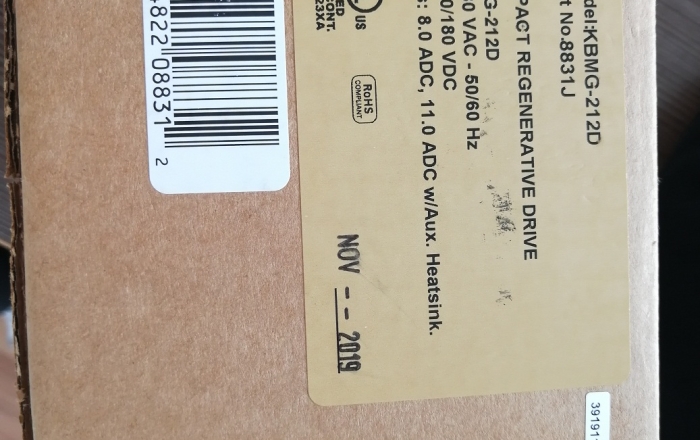 del:KBMG-212D
t No.8831J
PACT REGENERATIVE DRIVE
G-212D
0 VAC - 50/60 Hz
0/180 VDC
: 8.0 ADC, 11.0 ADC w/Aux. Heatsink.
US
ED
CONT.
23XA
RoHS
COMPLIANT
NOV -- 2019
822 08831 2
39191